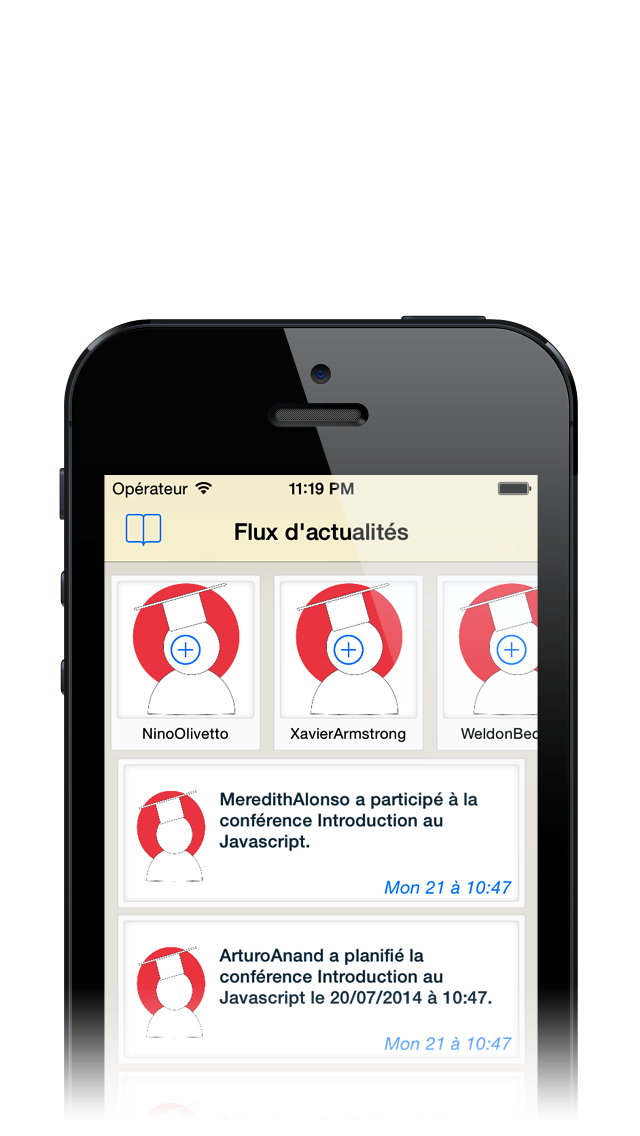 Opérateur 11:19 PM
Flux d'actualités
NinoOlivetto XavierArmstrong WeldonBec
MeredithAlonso a participé à la
conférence Introduction au
Javascript.
Mon 21 à 10:47
ArturoAnand a planifié la
conférence Introduction au
Javascript le 20/07/2014 à 10:47.
Mon 21 à 10:47